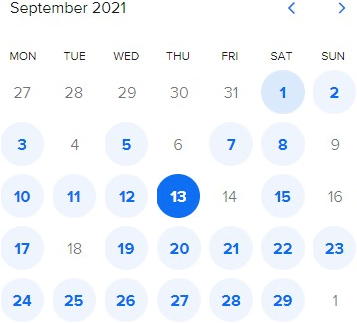 September 2021
MON TUE WED THU FRI SAT SUN
27 28 29 30 31 1 2
3 4 5 6 7 8 9
10 11 12 13 14 15 16
17 18 19 20 21 22 23
24 25 26 27 28 29 1